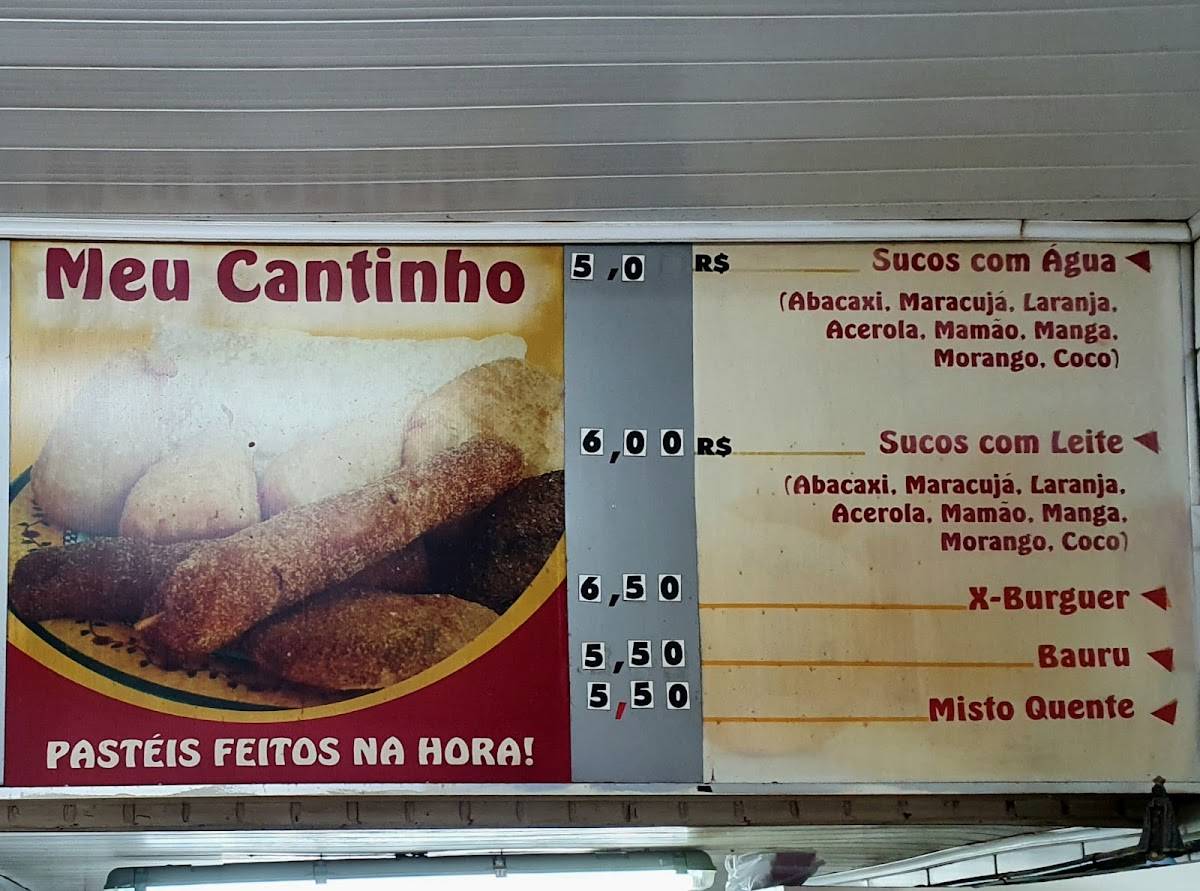 Meu Cantinho
PASTÉIS FEITOS NA HORA!
5,0 R$ Sucos com Água
(Abacaxi, Maracujá, Laranja,
Acerola, Mamão, Manga,
Morango, Coco)
6,00 R$ Sucos com Leite
(Abacaxi, Maracujá, Laranja,
Acerola, Mamão, Manga,
Morango, Coco)
6,50 X-Burguer
5,50 Bauru
5,50 Misto Quente